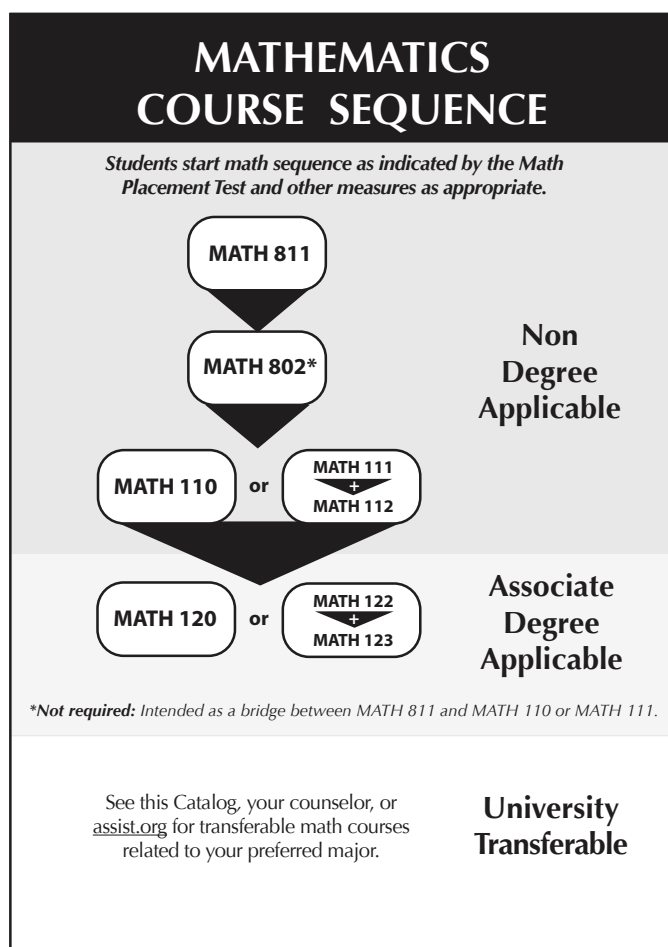 MATHEMATICS
COURSE SEQUENCE
Students start math sequence as indicated by the Math
Placement Test and other measures as appropriate.
MATH 811
MATH 802*
Non
Degree
Applicable
MATH 110
or
MATH 111
+
MATH 112
MATH 120
or
MATH 122
+
MATH 123
Associate
Degree
Applicable
*Not required: Intended as a bridge between MATH 811 and MATH 110 or MATH 111.
See this Catalog, your counselor, or
assist.org for transferable math courses
related to your preferred major.
University
Transferable